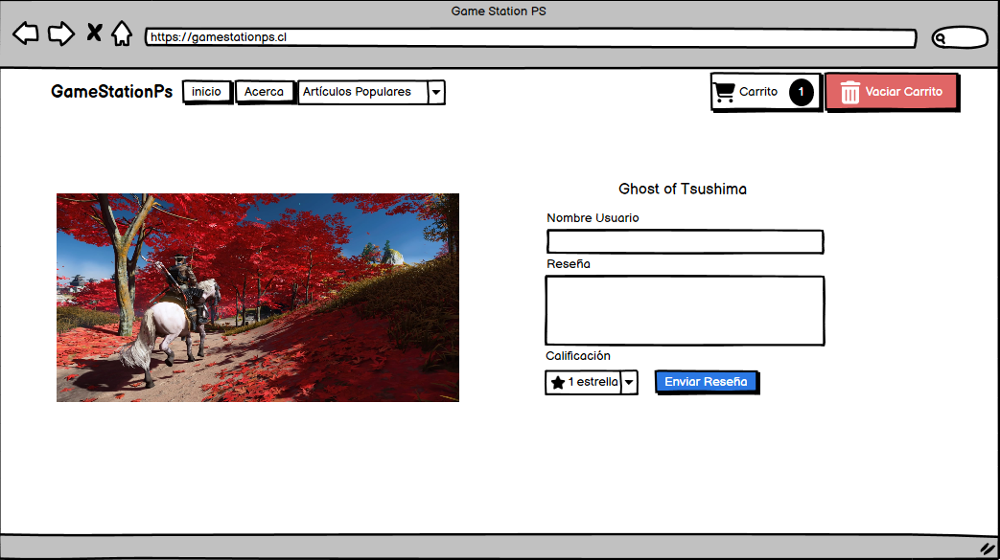 Game Station PS
https://gamestationps.cl
GameStationPs
inicio
Acerca
Artículos Populares
Carrito
1
Vaciar Carrito
Ghost of Tsushima
Nombre Usuario
Reseña
Calificación
1 estrella
Enviar Reseña